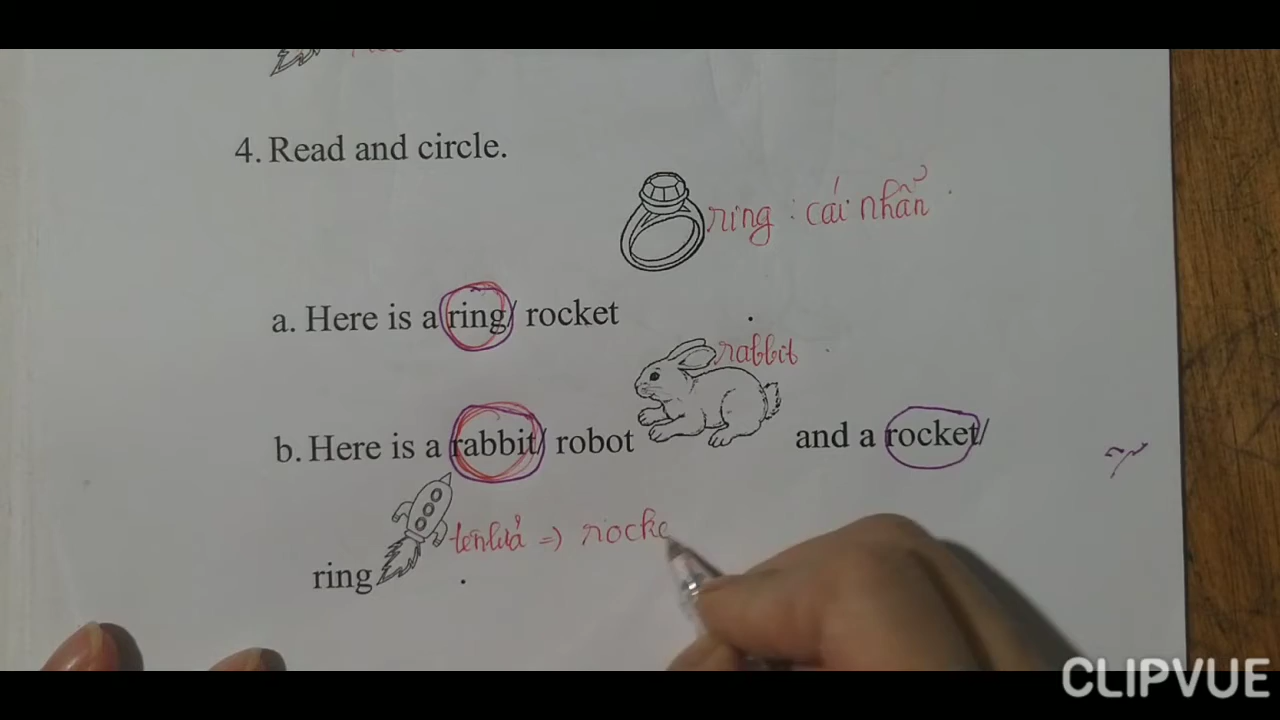 4. Read and circle.
ring : cái nhẫn
a. Here is a ring/ rocket
rabbit
b. Here is a rabbit/ robot and a rocket/
tên lửa => rocke
ring
CLIPVUE